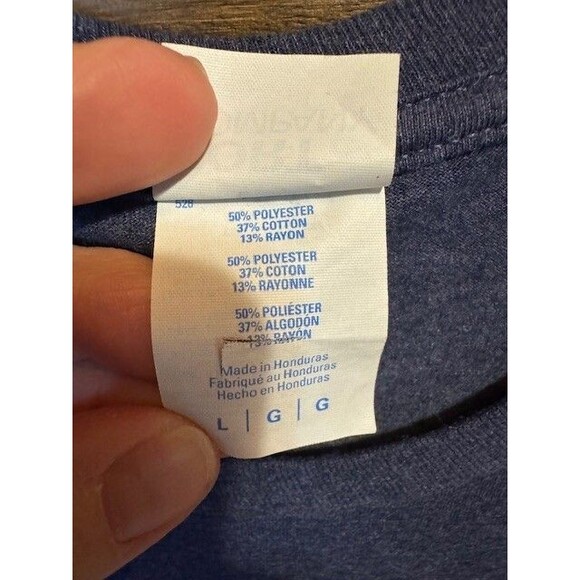 528
50% POLYESTER
37% COTTON
13% RAYON
50% POLYESTER
37% COTON
13% RAYONNE
50% POLIÉSTER
37% ALGODÓN
13% RAYÓN
Made in Honduras
Fabriqué au Honduras
Hecho en Honduras
L | G | G